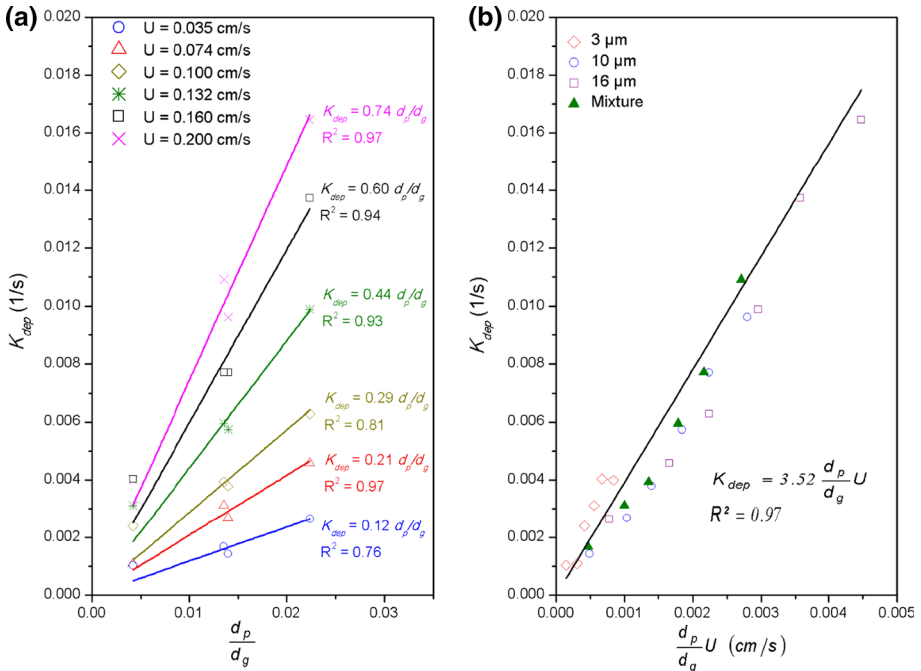 (a)
0.020
0.018
0.016
0.014
0.012
0.010
0.008
0.006
0.004
0.002
0.000
K_dep (1/s)
U = 0.035 cm/s
U = 0.074 cm/s
U = 0.100 cm/s
U = 0.132 cm/s
U = 0.160 cm/s
U = 0.200 cm/s
K_dep = 0.74 d_p/d_g
R² = 0.97
K_dep = 0.60 d_p/d_g
R² = 0.94
K_dep = 0.44 d_p/d_g
R² = 0.93
K_dep = 0.29 d_p/d_g
R² = 0.81
K_dep = 0.21 d_p/d_g
R² = 0.97
K_dep = 0.12 d_p/d_g
R² = 0.76
0.00 0.01 0.02 0.03
d_p/d_g
(b)
0.020
0.018
0.016
0.014
0.012
0.010
0.008
0.006
0.004
0.002
0.000
K_dep (1/s)
3 µm
10 µm
16 µm
Mixture
K_dep = 3.52 d_p/d_g U
R² = 0.97
0.000 0.001 0.002 0.003 0.004 0.005
d_p/d_g U (cm/s)